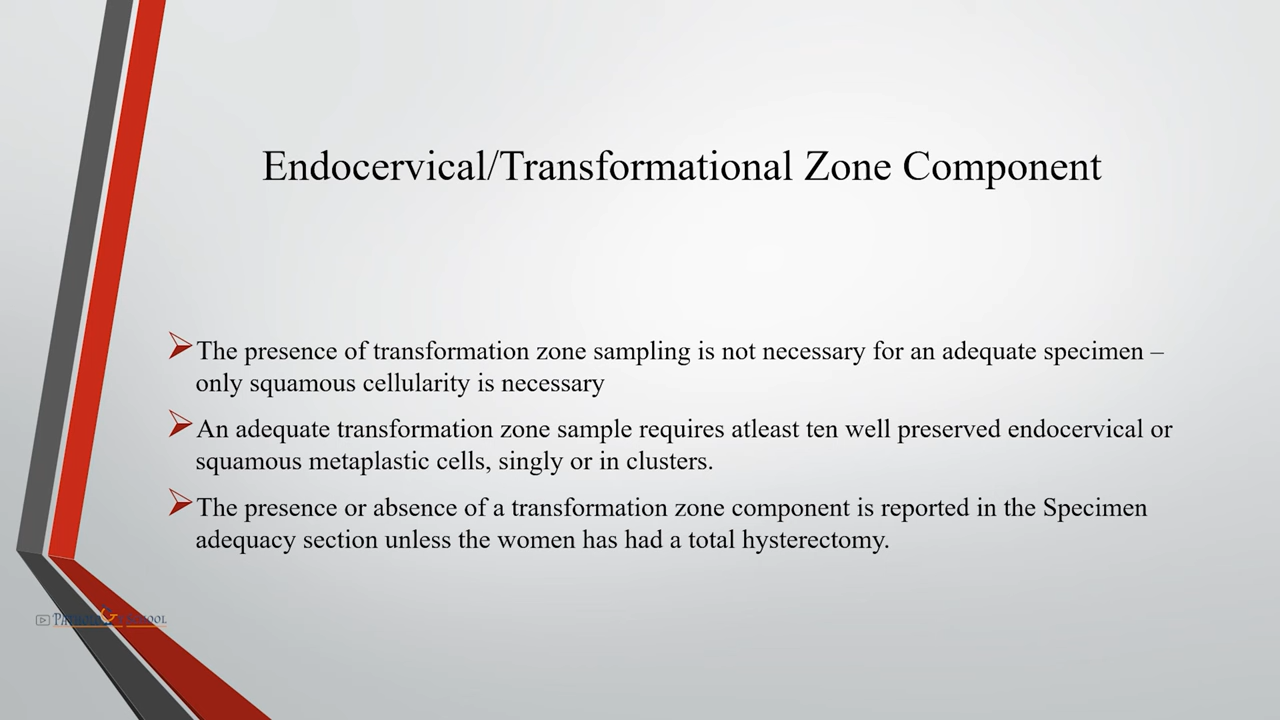 Endocervical/Transformational Zone Component
The presence of transformation zone sampling is not necessary for an adequate specimen –
only squamous cellularity is necessary
An adequate transformation zone sample requires atleast ten well preserved endocervical or
squamous metaplastic cells, singly or in clusters.
The presence or absence of a transformation zone component is reported in the Specimen
adequacy section unless the women has had a total hysterectomy.